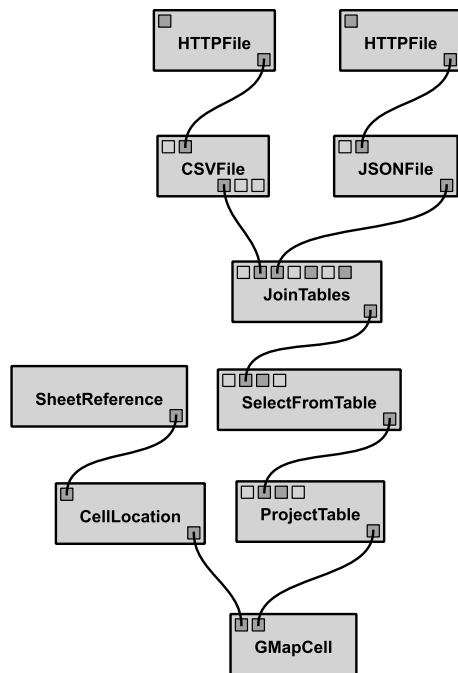 HTTPFile
HTTPFile
CSVFile
JSONFile
JoinTables
SheetReference
SelectFromTable
CellLocation
ProjectTable
GMapCell